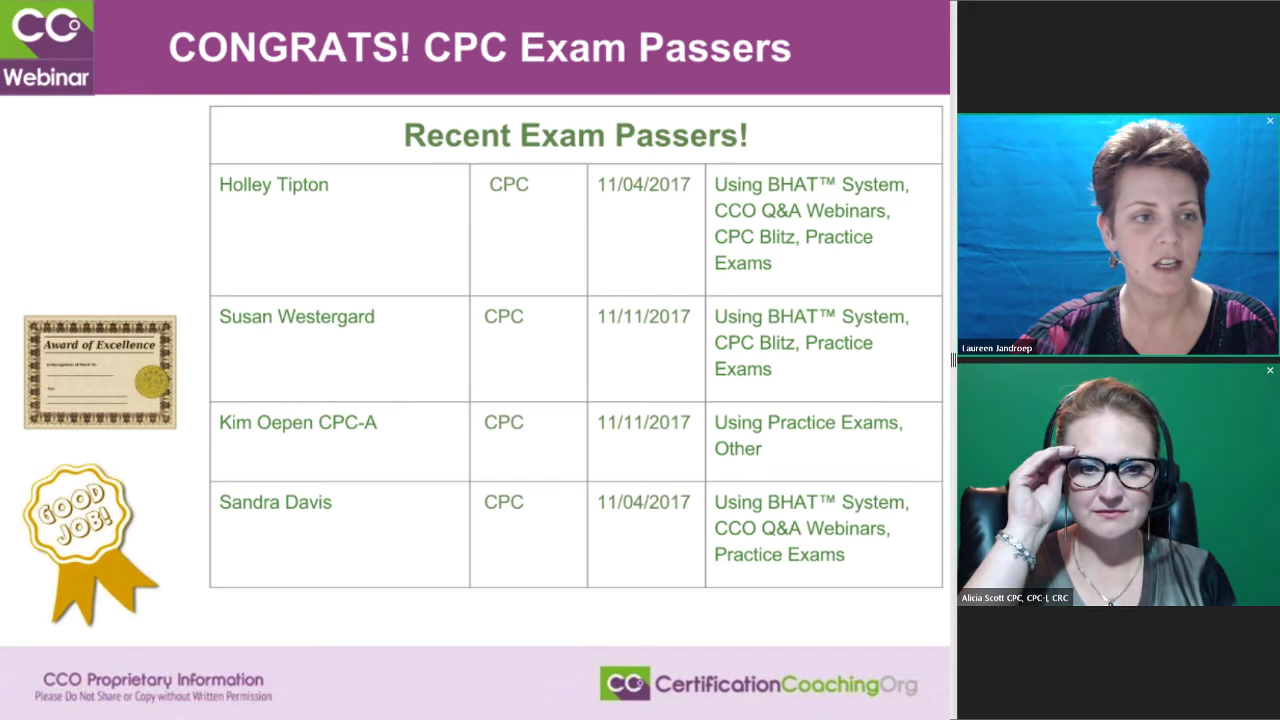 CO
Webinar
CONGRATS! CPC Exam Passers
Recent Exam Passers!
Holley Tipton CPC 11/04/2017 Using BHAT™ System,
CCO Q&A Webinars,
CPC Blitz, Practice
Exams
Susan Westergard CPC 11/11/2017 Using BHAT™ System,
CPC Blitz, Practice
Exams
Kim Oepen CPC-A CPC 11/11/2017 Using Practice Exams,
Other
Sandra Davis CPC 11/04/2017 Using BHAT™ System,
CCO Q&A Webinars,
Practice Exams
Award of Excellence
GOOD
JOB!
CCO Proprietary Information
Please Do Not Share or Copy without Written Permission
CO CertificationCoachingOrg
Laureen Jandroep
Alicia Scott CPC, CPC-I, CRC